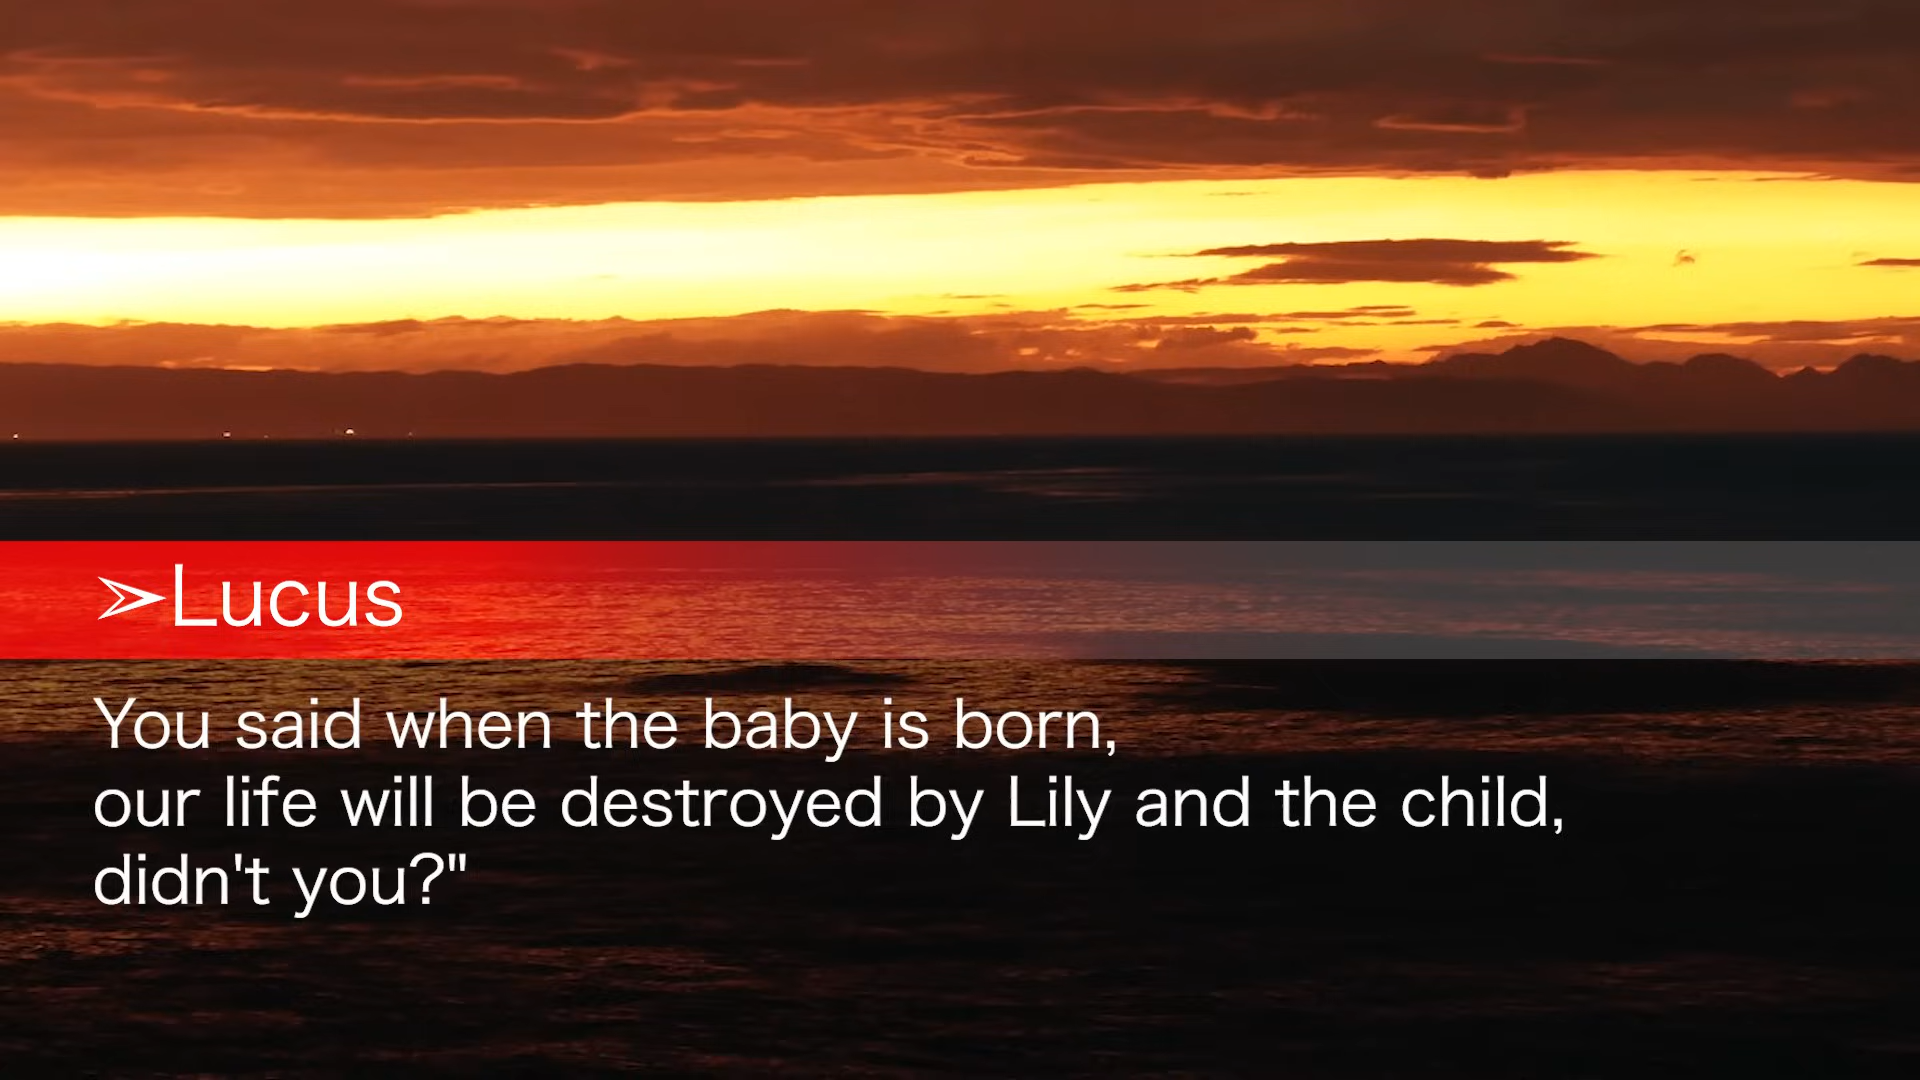 ➢Lucus
You said when the baby is born,
our life will be destroyed by Lily and the child,
didn't you?"